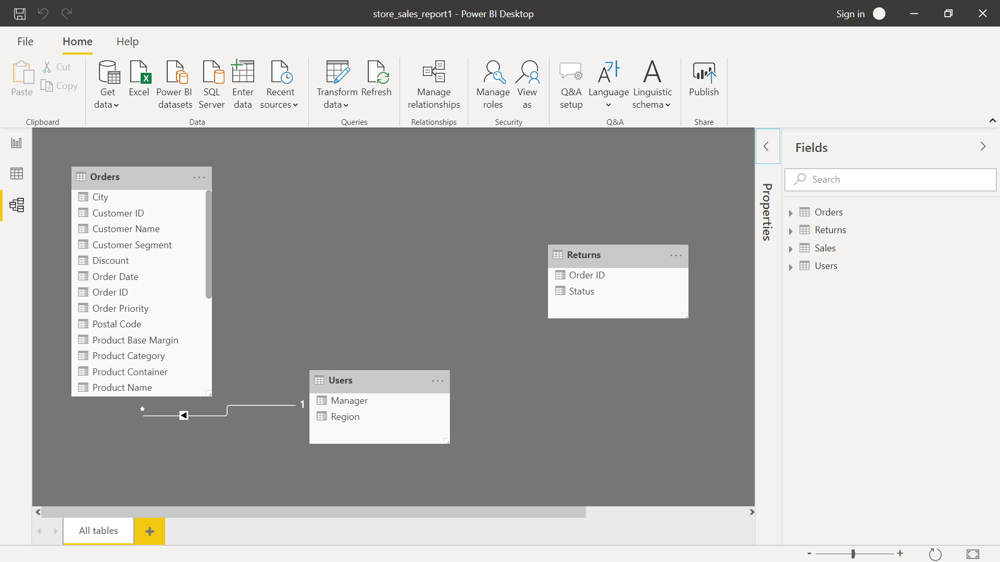 store_sales_report1 - Power BI Desktop
Sign in
File
Home
Help
Paste
Cut
Copy
Clipboard
Get
data
Excel
Power BI
datasets
SQL
Server
Enter
data
Recent
sources
Data
Transform
data
Refresh
Queries
Manage
relationships
Relationships
Manage
roles
View
as
Security
Q&A
setup
Language
Linguistic
schema
Q&A
Publish
Share
Orders
City
Customer ID
Customer Name
Customer Segment
Discount
Order Date
Order ID
Order Priority
Postal Code
Product Base Margin
Product Category
Product Container
Product Name
*
1
Users
Manager
Region
Returns
Order ID
Status
Properties
Fields
Search
Orders
Returns
Sales
Users
All tables
+
-
+